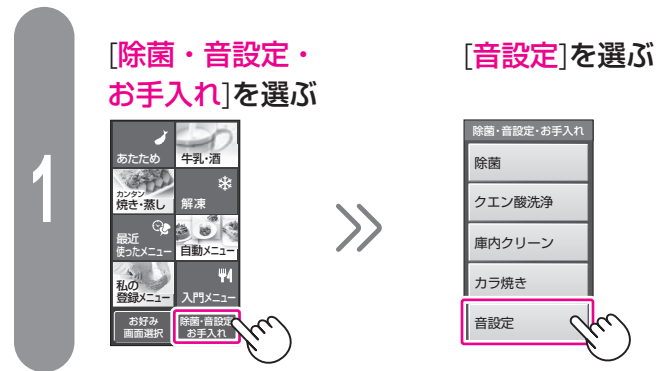 1
[除菌・音設定・
お手入れ]を選ぶ
あたため
牛乳・酒
カンタン
焼き・蒸し
解凍
最近
使ったメニュー
自動メニュー
私の
登録メニュー
入門メニュー
お好み
画面選択
除菌・音設定
お手入れ
[音設定]を選ぶ
除菌・音設定・お手入れ
除菌
クエン酸洗浄
庫内クリーン
カラ焼き
音設定